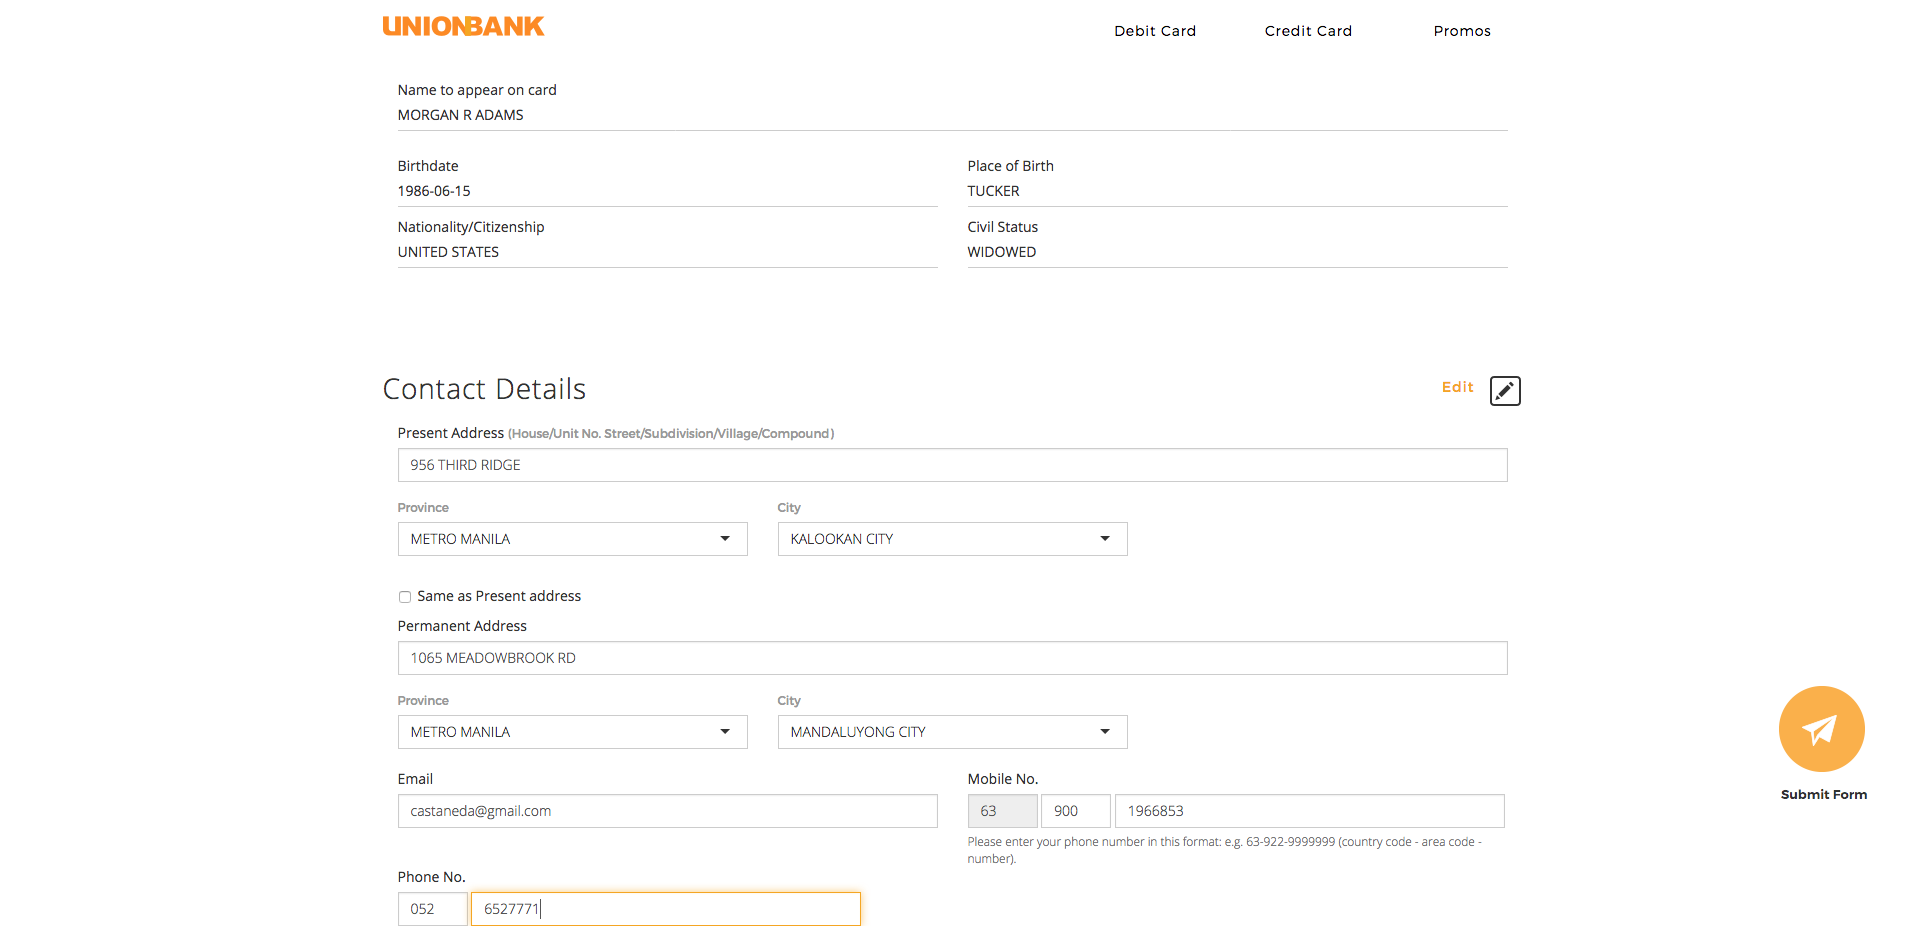 UNIONBANK
Debit Card Credit Card Promos
Name to appear on card
MORGAN R ADAMS
Birthdate Place of Birth
1986-06-15 TUCKER
Nationality/Citizenship Civil Status
UNITED STATES WIDOWED
Contact Details Edit
Present Address (House/Unit No. Street/Subdivision/Village/Compound)
956 THIRD RIDGE
Province City
METRO MANILA KALOOKAN CITY
Same as Present address
Permanent Address
1065 MEADOWBROOK RD
Province City
METRO MANILA MANDALUYONG CITY
Email Mobile No.
castaneda@gmail.com 63 900 1966853
Please enter your phone number in this format: e.g. 63-922-9999999 (country code - area code -
number).
Phone No.
052 6527771
Submit Form